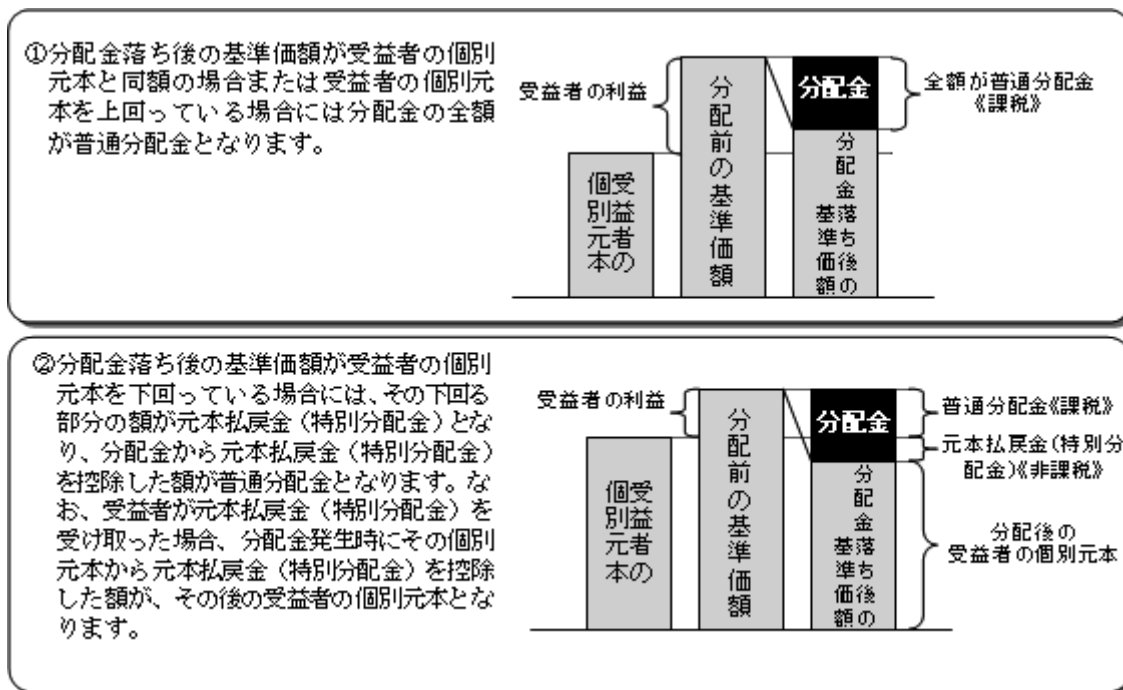 ①分配金落ち後の基準価額が受益者の個別
元本と同額の場合または受益者の個別元
本を上回っている場合には分配金の全額
が普通分配金となります。
受益者の利益
受益者の
個別元本
分配前の基準価額
分配金
分配金落ち後の
基準価額
全額が普通分配金
《課税》
②分配金落ち後の基準価額が受益者の個別
元本を下回っている場合には、その下回る
部分の額が元本払戻金(特別分配金)とな
り、分配金から元本払戻金(特別分配金)
を控除した額が普通分配金となります。な
お、受益者が元本払戻金(特別分配金)を
受け取った場合、分配金発生時にその個別
元本から元本払戻金(特別分配金)を控除
した額が、その後の受益者の個別元本とな
ります。
受益者の利益
受益者の
個別元本
分配前の基準価額
分配金
分配金落ち後の
基準価額
普通分配金《課税》
元本払戻金(特別分
配金)《非課税》
分配後の
受益者の個別元本